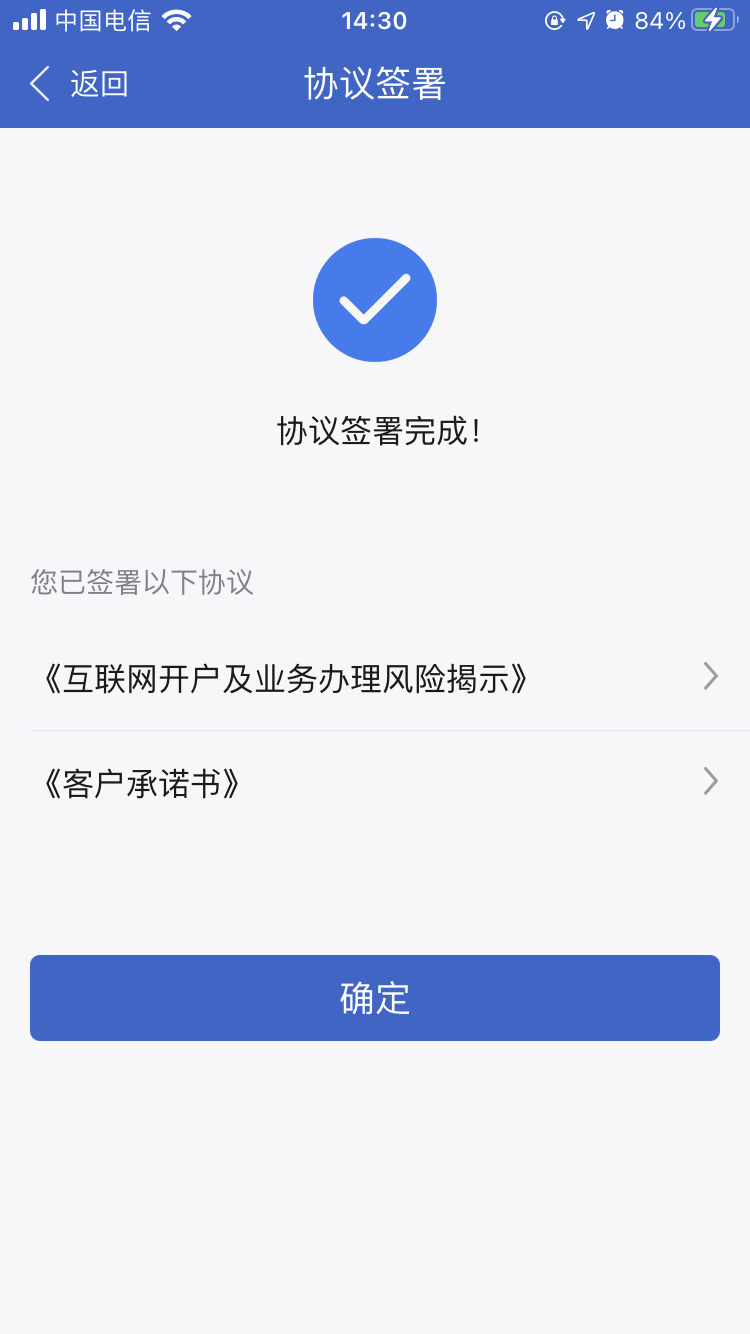 中国电信 14:30 84%
返回 协议签署
协议签署完成！
您已签署以下协议
《互联网开户及业务办理风险揭示》
《客户承诺书》
确定